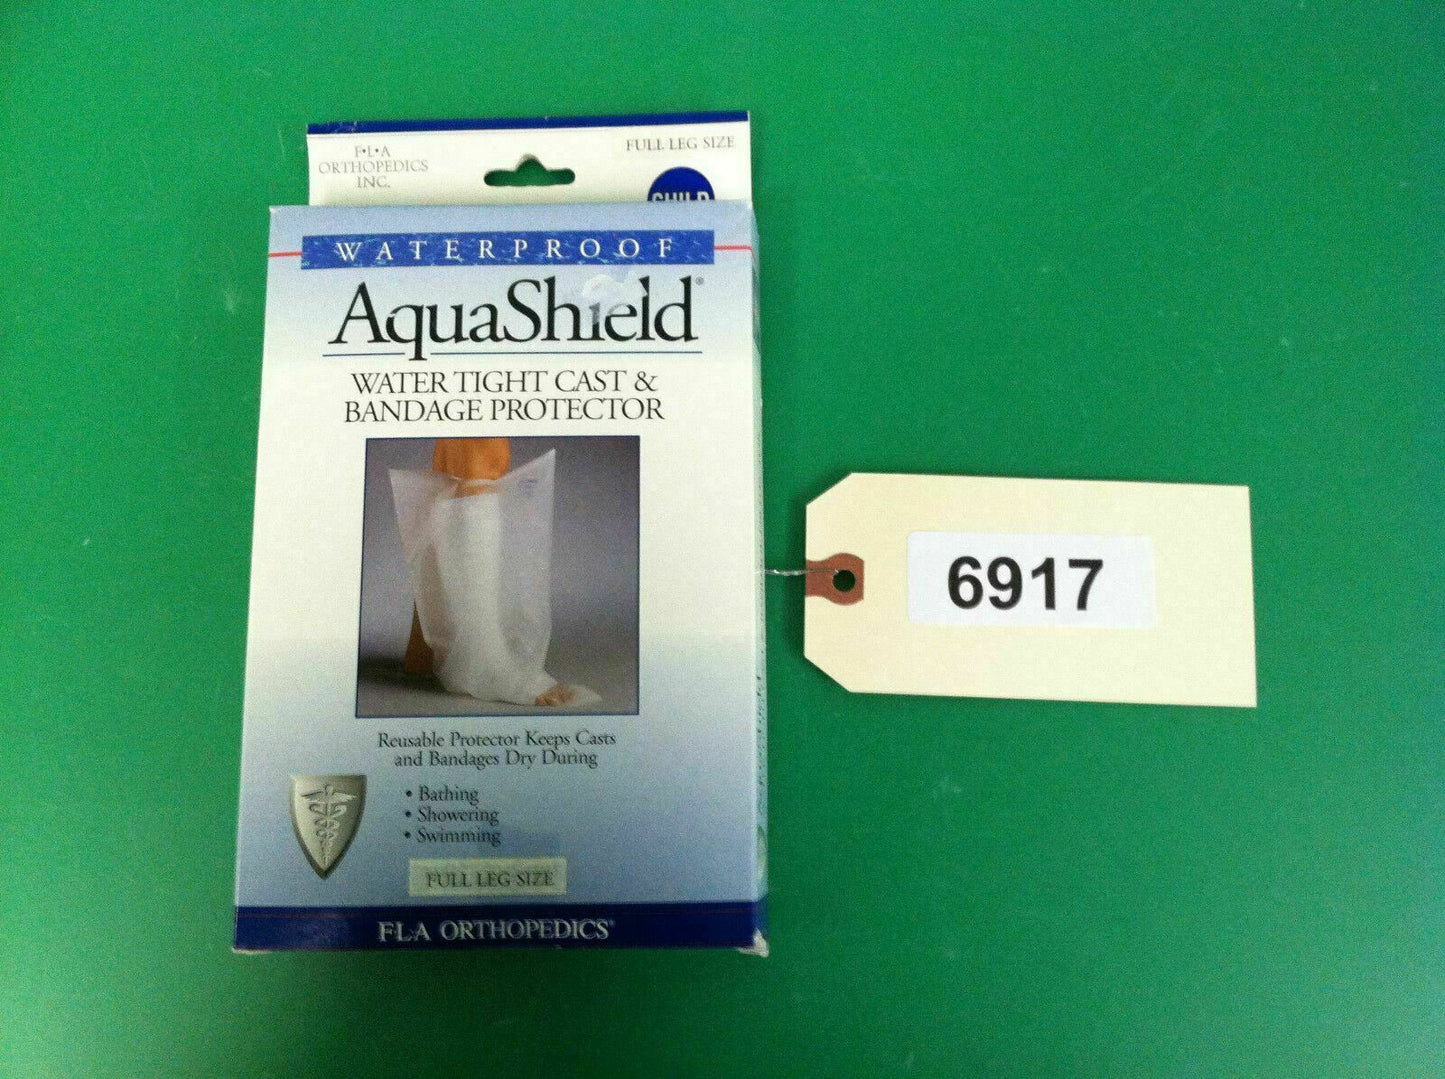 F•L•A
ORTHOPEDICS
INC.
FULL LEG SIZE
CHILD
WATERPROOF
AquaShield®
WATER TIGHT CAST &
BANDAGE PROTECTOR
Reusable Protector Keeps Casts
and Bandages Dry During
• Bathing
• Showering
• Swimming
FULL LEG SIZE
FLA ORTHOPEDICS®
6917